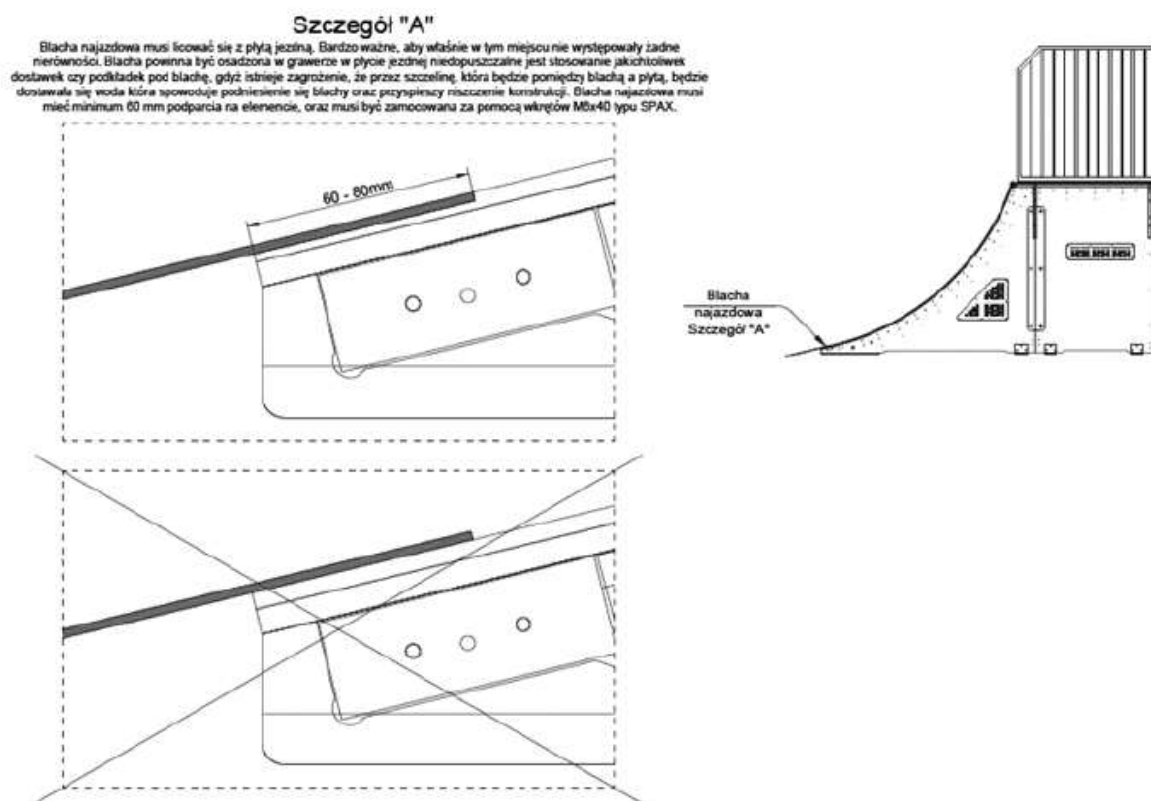 Szczegół "A"
Blacha najazdowa musi licować się z płytą jezdną. Bardzo ważne, aby właśnie w tym miejscu nie występowały żadne
nierówności. Blacha powinna być osadzona w grawerze w płycie jezdnej niedopuszczalne jest stosowanie jakichkolwiek
dostawek czy podkładek pod blachę, gdyż istnieje zagrożenie, że przez szczelinę, która będzie pomiędzy blachą a płytą, będzie
dostawała się woda która spowoduje podniesienie się blachy oraz przyspieszy niszczenie konstrukcji. Blacha najazdowa musi
mieć minimum 60 mm podparcia na elemencie, oraz musi być zamocowana za pomocą wkrętów M6x40 typu SPAX.
60 - 80mm
Blacha
najazdowa
Szczegół "A"